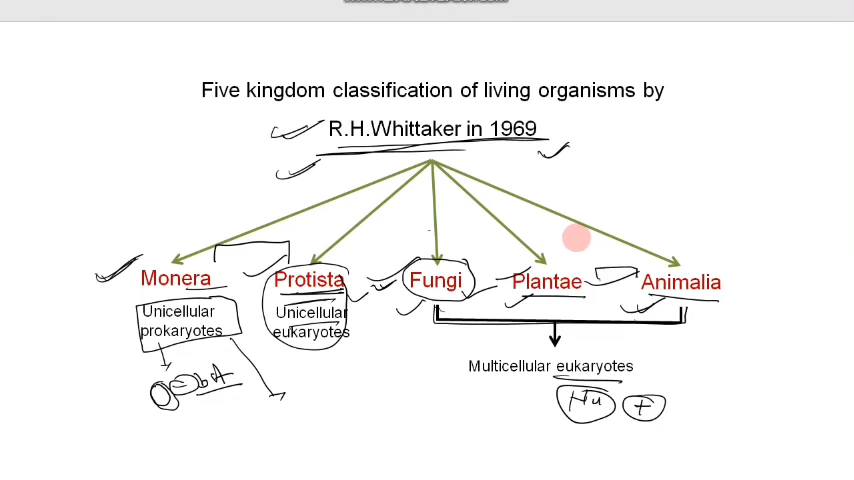 Five kingdom classification of living organisms by
R.H.Whittaker in 1969
Monera Protista Fungi Plantae Animalia
Unicellular prokaryotes
Unicellular eukaryotes
Multicellular eukaryotes
Nu +